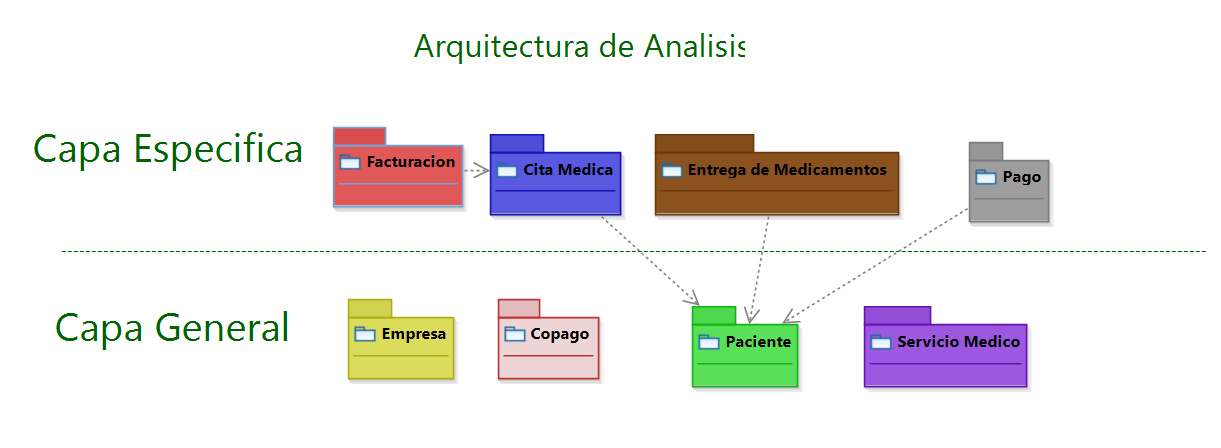 Arquitectura de Analisis
Capa Especifica
Facturacion
Cita Medica
Entrega de Medicamentos
Pago
Capa General
Empresa
Copago
Paciente
Servicio Medico